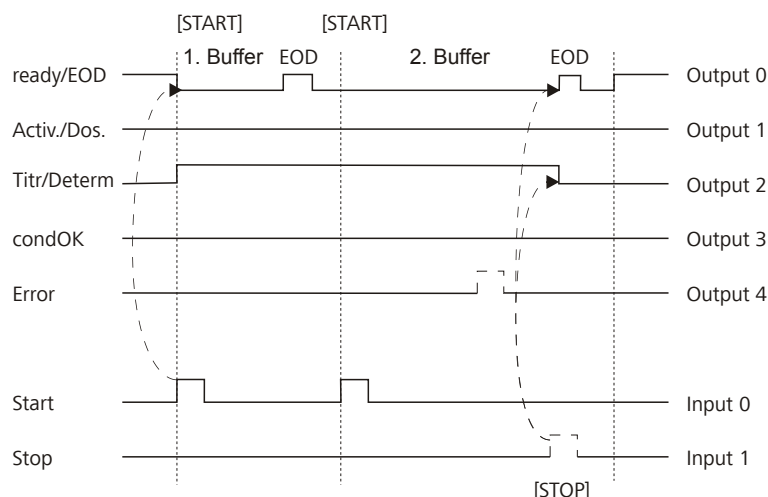 [START] [START]
1. Buffer EOD 2. Buffer EOD
ready/EOD Output 0
Activ./Dos. Output 1
Titr/Determ Output 2
condOK Output 3
Error Output 4
Start Input 0
Stop Input 1
[STOP]